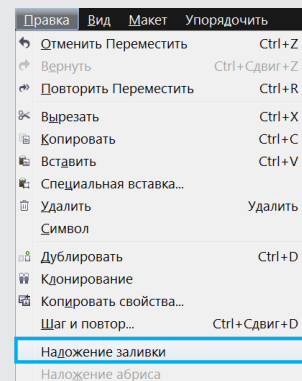 Правка Вид Макет Упорядочить
Отменить Переместить Ctrl+Z
Вернуть Ctrl+Сдвиг+Z
Повторить Переместить Ctrl+R
Вырезать Ctrl+X
Копировать Ctrl+C
Вставить Ctrl+V
Специальная вставка...
Удалить Удалить
Символ
Дублировать Ctrl+D
Клонирование
Копировать свойства...
Шаг и повтор... Ctrl+Сдвиг+D
Наложение заливки
Наложение абриса